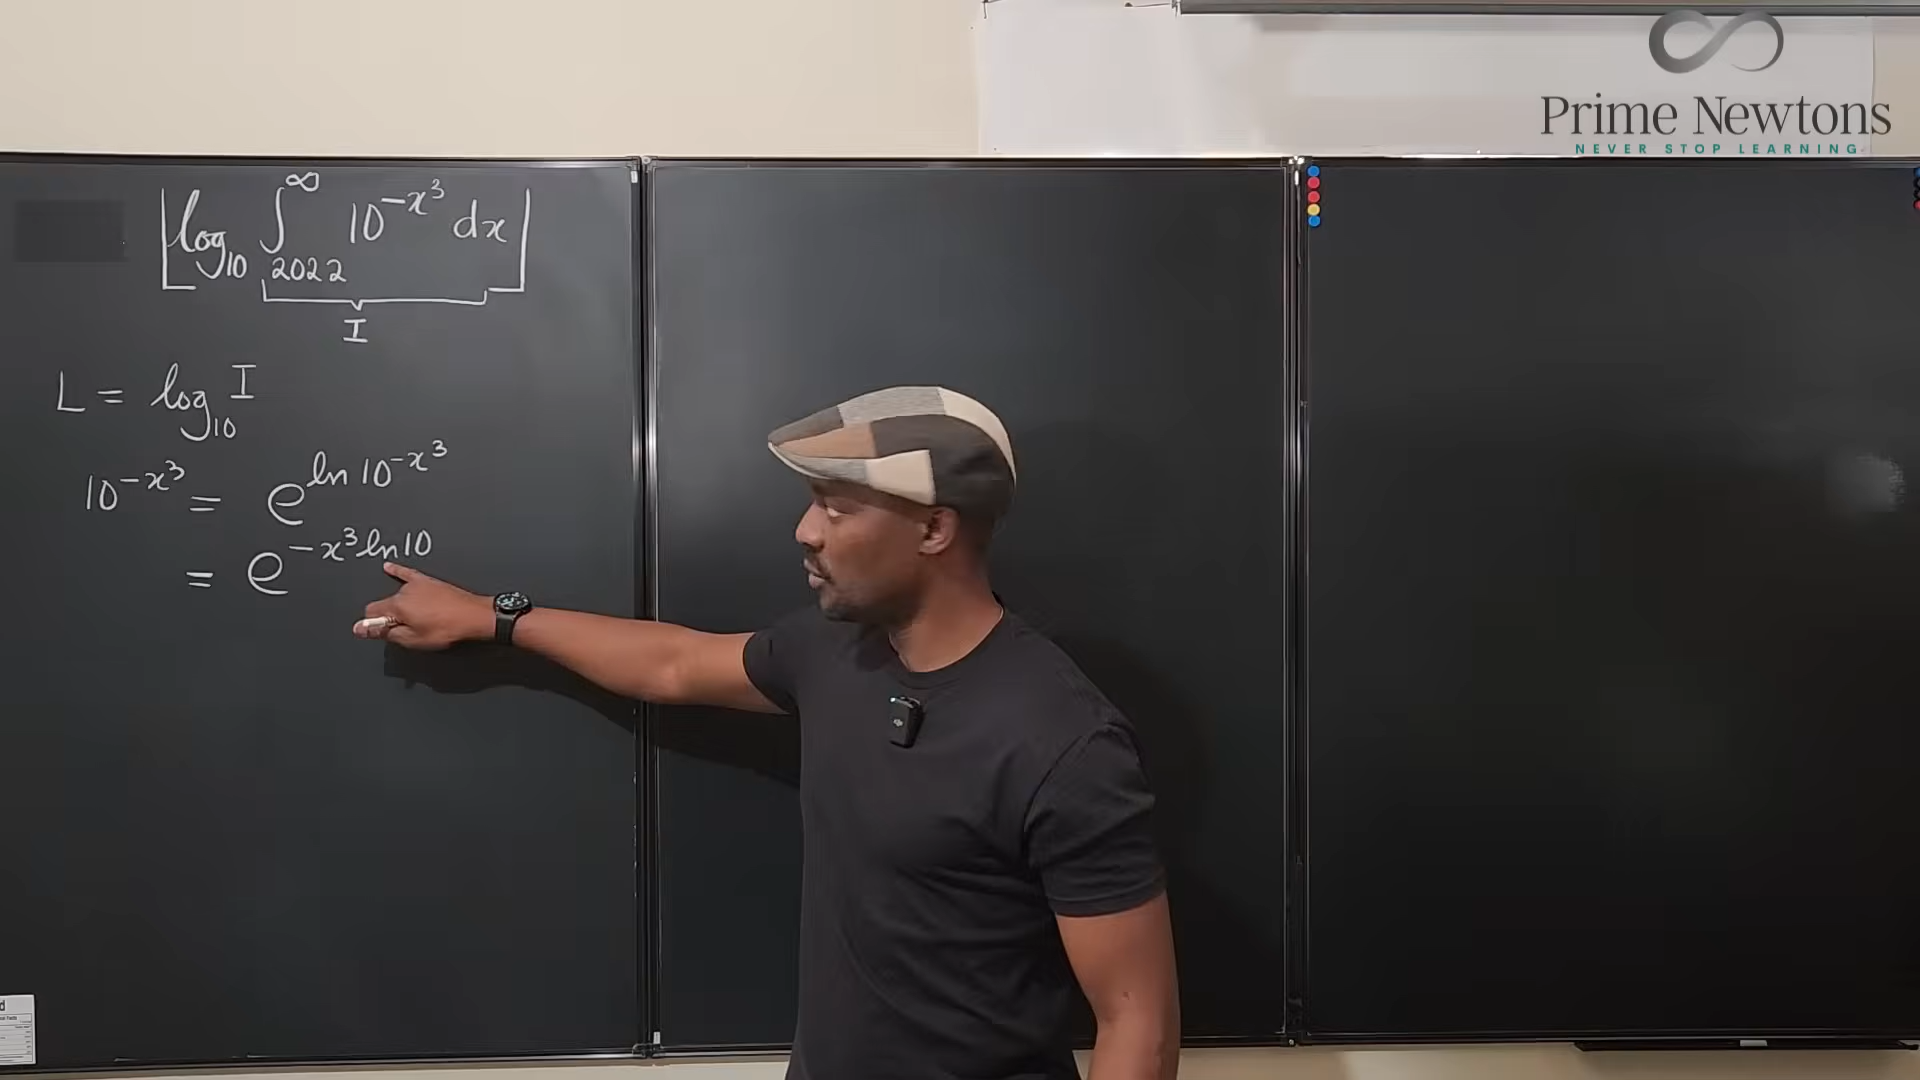 Prime Newtons
NEVER STOP LEARNING
⌊log₁₀ ∫₂₀₂₂^∞ 10^{-x³} dx⌋
I
L = log₁₀ I
10^{-x³} = e^{ln 10^{-x³}}
= e^{-x³ ln 10}